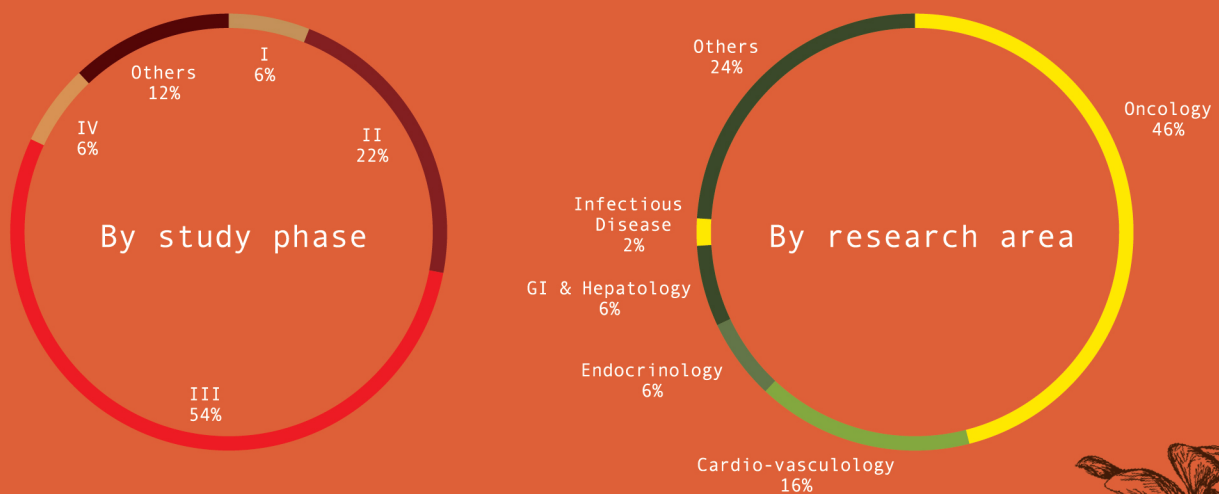 I
6%
II
22%
III
54%
IV
6%
Others
12%
By study phase
Oncology
46%
Cardio-vasculology
16%
Endocrinology
6%
GI & Hepatology
6%
Infectious
Disease
2%
Others
24%
By research area